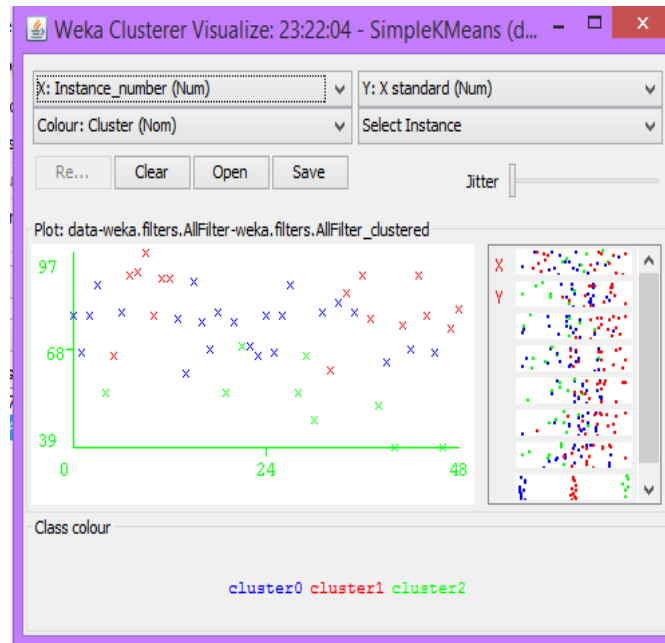 Weka Clusterer Visualize: 23:22:04 - SimpleKMeans (d...
X: Instance_number (Num)
Y: X standard (Num)
Colour: Cluster (Nom)
Select Instance
Re...
Clear
Open
Save
Jitter
Plot: data-weka.filters.AllFilter-weka.filters.AllFilter_clustered
97
68
39
0
24
48
X
Y
Class colour
cluster0 cluster1 cluster2